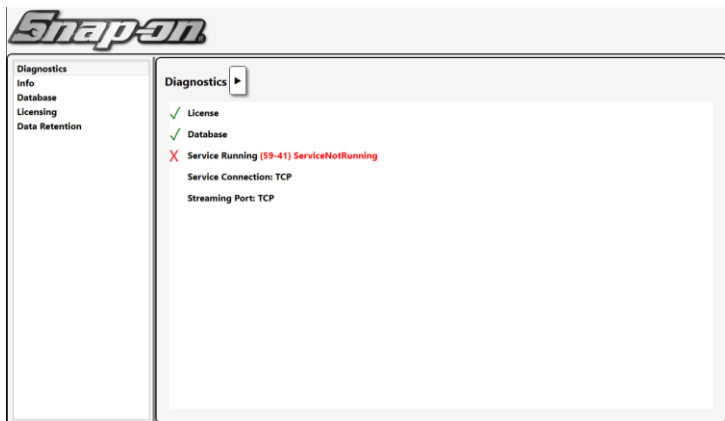 Snap-on
Diagnostics
Info
Database
Licensing
Data Retention
Diagnostics
License
Database
Service Running (59-41) ServiceNotRunning
Service Connection: TCP
Streaming Port: TCP